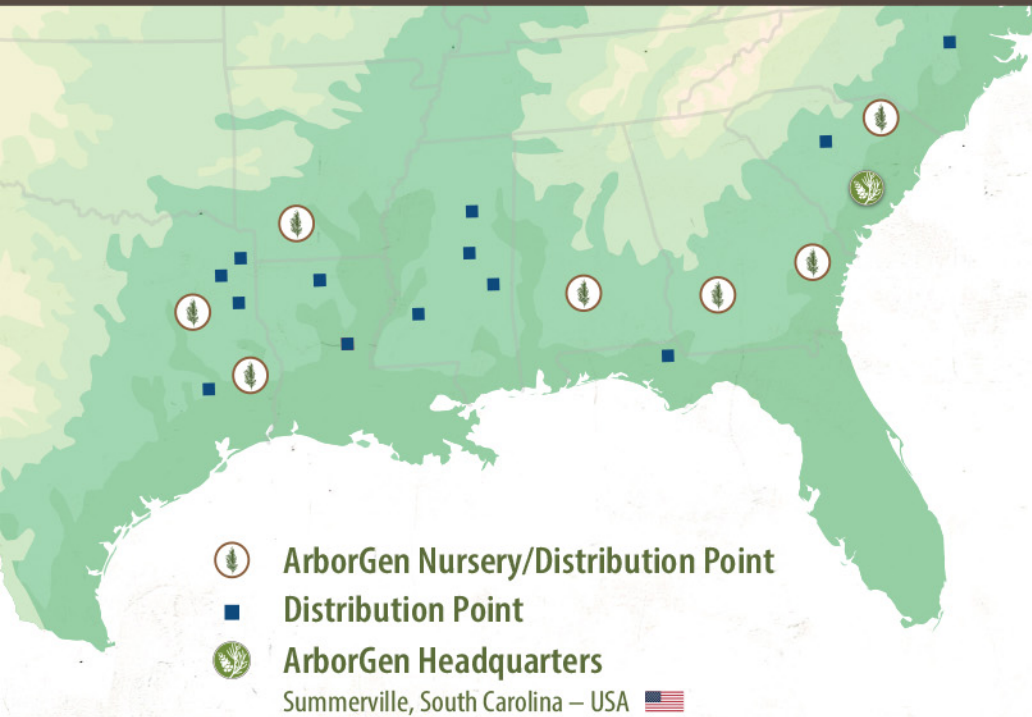 ArborGen Nursery/Distribution Point
Distribution Point
ArborGen Headquarters
Summerville, South Carolina – USA